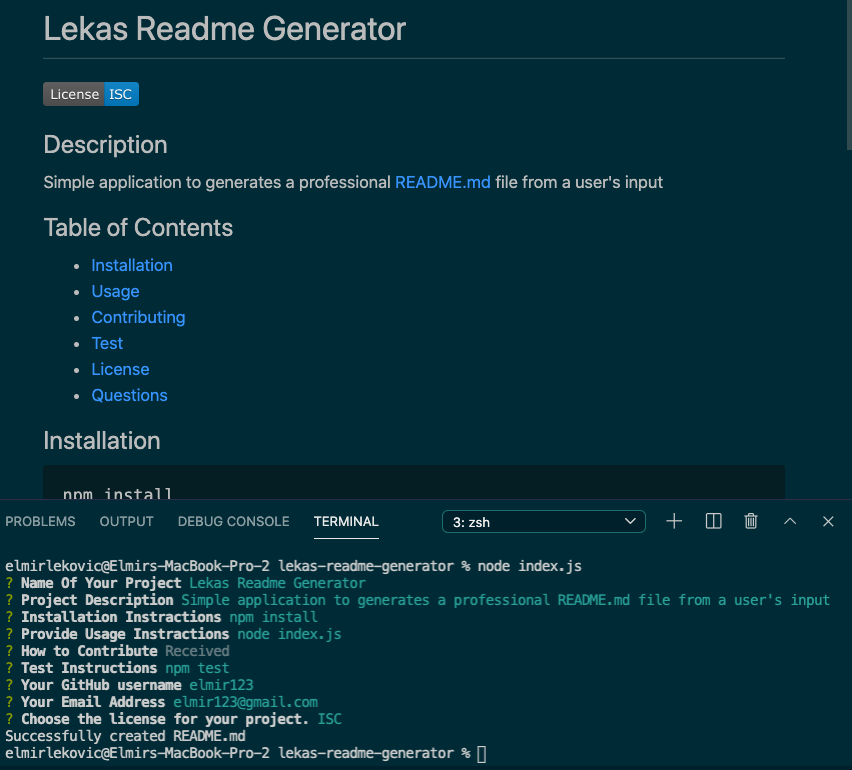 Lekas Readme Generator
License ISC
Description
Simple application to generates a professional README.md file from a user's input
Table of Contents
Installation
Usage
Contributing
Test
License
Questions
Installation
npm install
PROBLEMS OUTPUT DEBUG CONSOLE TERMINAL 3: zsh
elmirlekovic@Elmirs-MacBook-Pro-2 lekas-readme-generator % node index.js
? Name Of Your Project Lekas Readme Generator
? Project Description Simple application to generates a professional README.md file from a user's input
? Installation Instractions npm install
? Provide Usage Instractions node index.js
? How to Contribute Received
? Test Instructions npm test
? Your GitHub username elmir123
? Your Email Address elmir123@gmail.com
? Choose the license for your project. ISC
Successfully created README.md
elmirlekovic@Elmirs-MacBook-Pro-2 lekas-readme-generator %